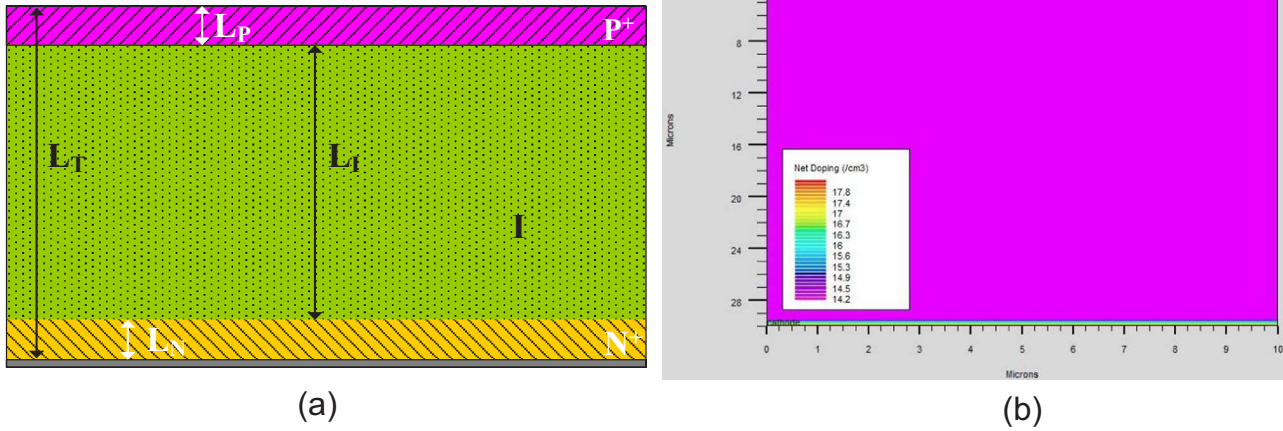 L_P
P⁺
L_T
L_I
I
L_N
N⁺
(a)
Microns
8
12
16
20
24
28
Net Doping (/cm3)
17.8
17.4
17
16.7
16.3
16
15.6
15.3
14.9
14.5
14.2
cathode
0 1 2 3 4 5 6 7 8 9 10
Microns
(b)